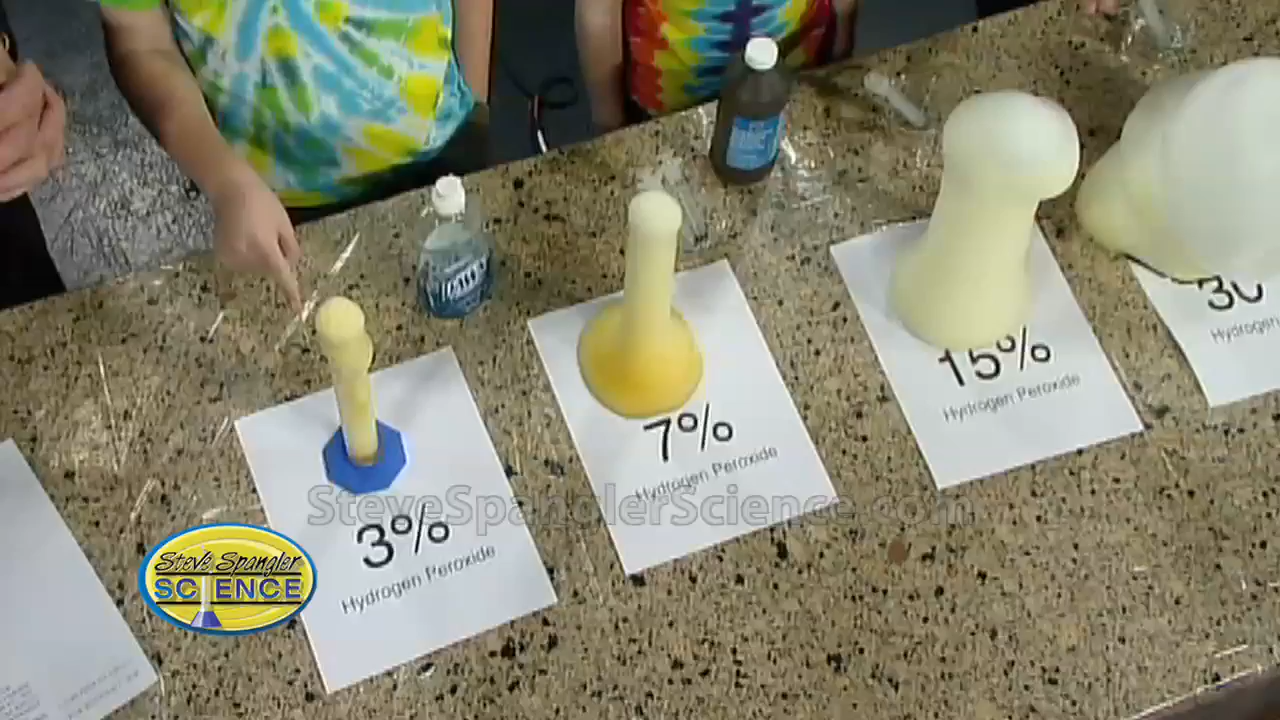 3%
Hydrogen Peroxide
7%
Hydrogen Peroxide
15%
Hydrogen Peroxide
30
Hydrogen
SteveSpanglerScience.com
Steve Spangler
SCIENCE